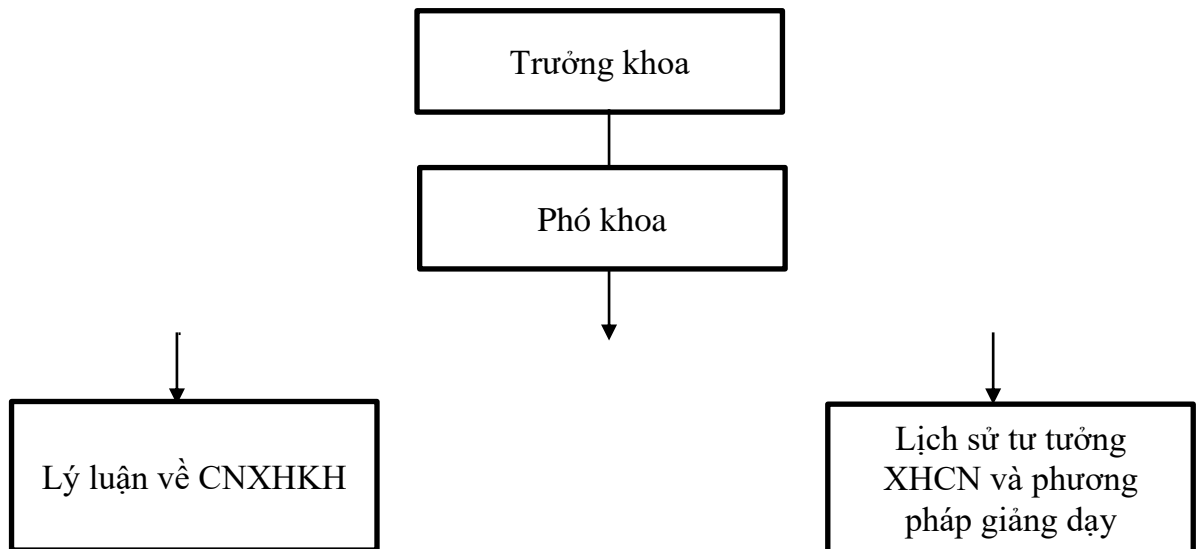 Trưởng khoa
Phó khoa
Lý luận về CNXHKH
Lịch sử tư tưởng
XHCN và phương
pháp giảng dạy